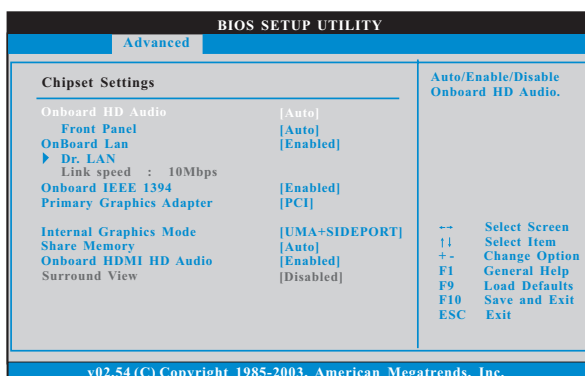 BIOS SETUP UTILITY
Advanced
Chipset Settings
Onboard HD Audio [Auto]
Front Panel [Auto]
OnBoard Lan [Enabled]
Dr. LAN
Link speed : 10Mbps
Onboard IEEE 1394 [Enabled]
Primary Graphics Adapter [PCI]
Internal Graphics Mode [UMA+SIDEPORT]
Share Memory [Auto]
Onboard HDMI HD Audio [Enabled]
Surround View [Disabled]
Auto/Enable/Disable
Onboard HD Audio.
←→ Select Screen
↑↓ Select Item
+ - Change Option
F1 General Help
F9 Load Defaults
F10 Save and Exit
ESC Exit
v02.54 (C) Copyright 1985-2003, American Megatrends, Inc.